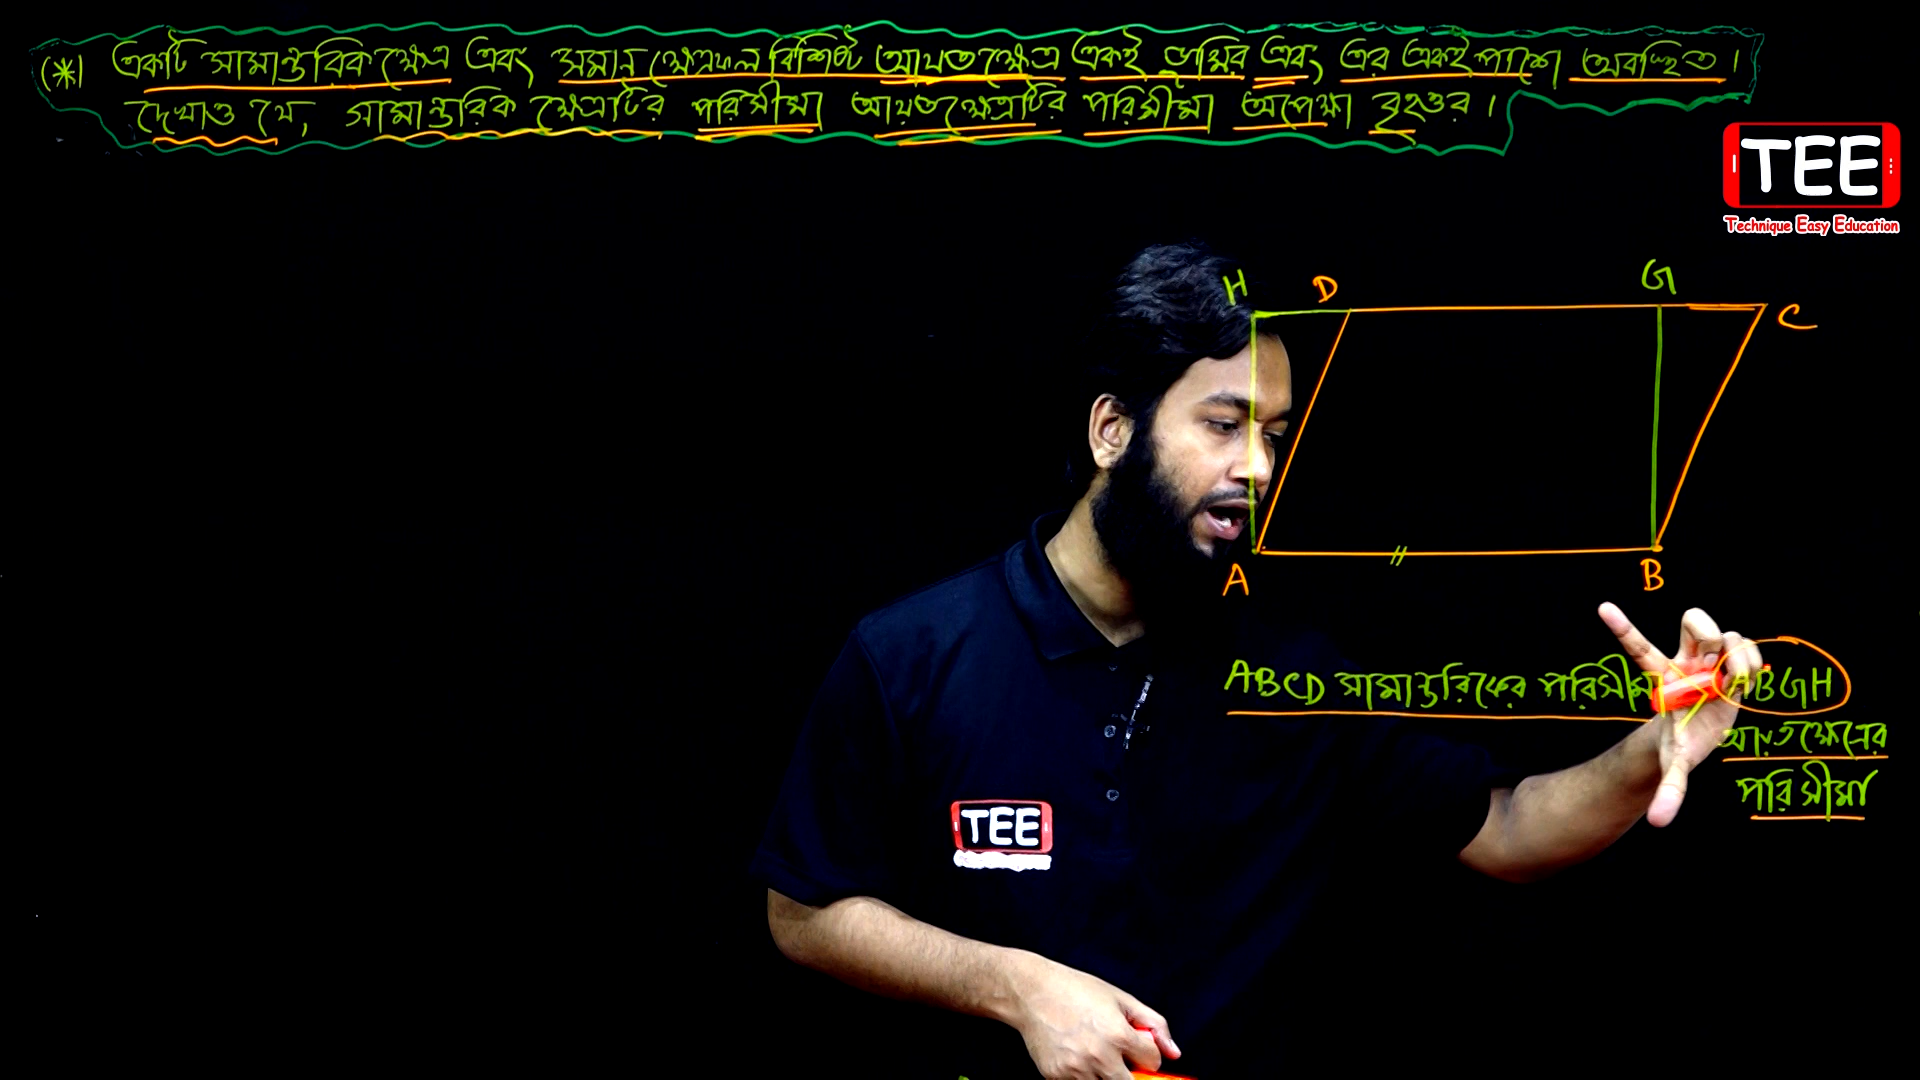 (*) একটি সামান্তরিকক্ষেত্র এবং সমান ক্ষেত্রফল বিশিষ্ট আয়তক্ষেত্র একই ভূমির এবং এর একই পাশে অবস্থিত।
দেখাও যে, সামান্তরিক ক্ষেত্রটির পরিসীমা আয়তক্ষেত্রটির পরিসীমা অপেক্ষা বৃহত্তর।
TEE
Technique Easy Education
H D G C
A B
ABCD সামান্তরিকের পরিসীমা > ABGH
আয়তক্ষেত্রের
পরিসীমা
TEE